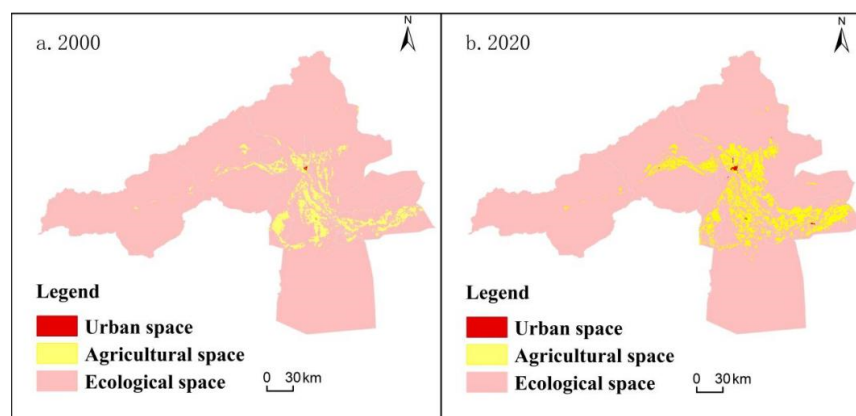 a. 2000
N
Legend
Urban space
Agricultural space
Ecological space
0 30km
b. 2020
N
Legend
Urban space
Agricultural space
Ecological space
0 30km